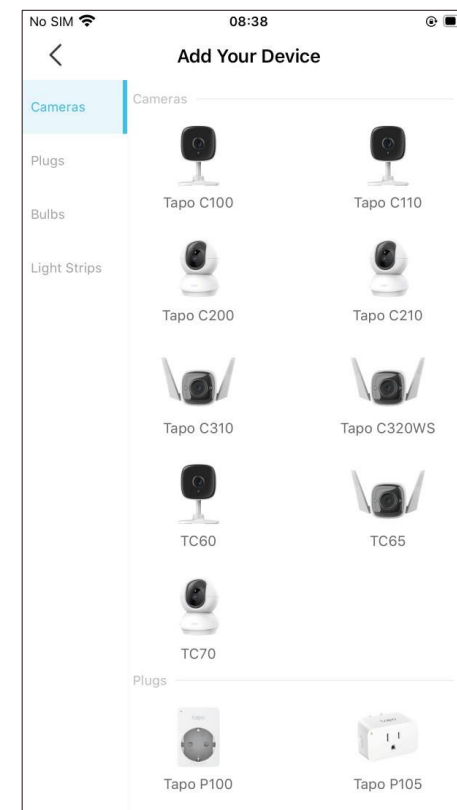 No SIM 08:38
Add Your Device
Cameras
Plugs
Bulbs
Light Strips
Cameras
Tapo C100 Tapo C110
Tapo C200 Tapo C210
Tapo C310 Tapo C320WS
TC60 TC65
TC70
Plugs
Tapo P100 Tapo P105